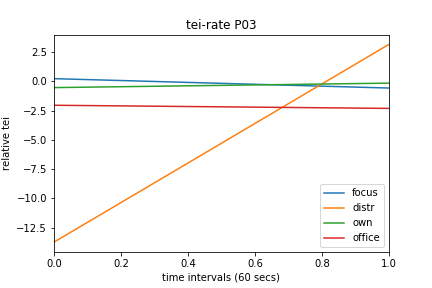 tei-rate P03
relative tei
2.5
0.0
−2.5
−5.0
−7.5
−10.0
−12.5
focus
distr
own
office
0.0 0.2 0.4 0.6 0.8 1.0
time intervals (60 secs)